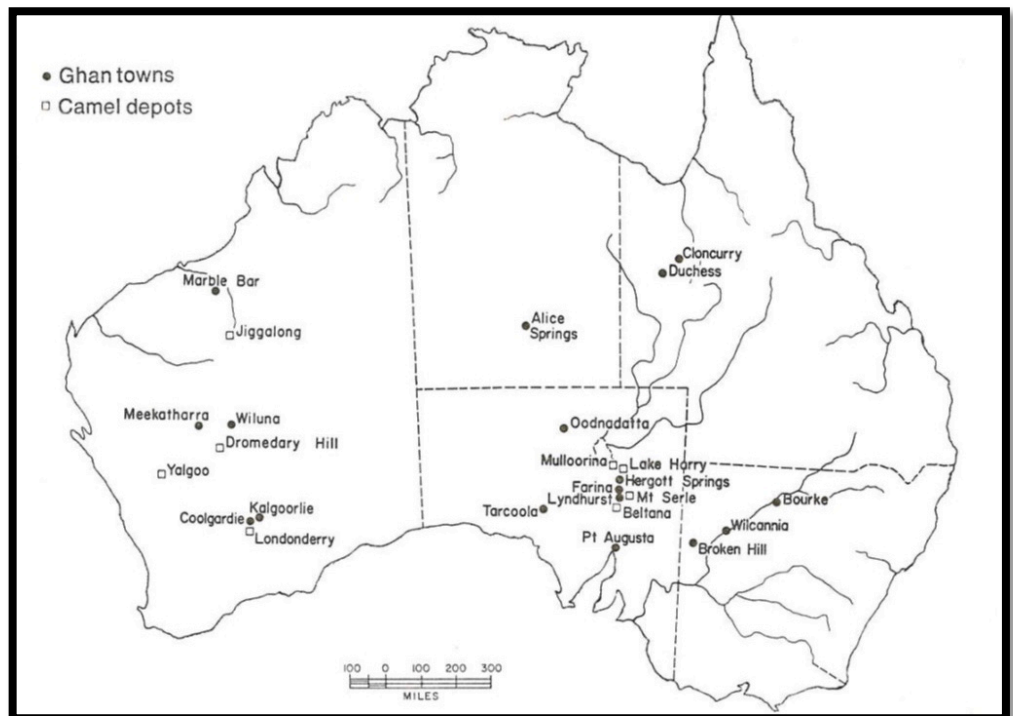 Ghan towns
Camel depots
Cloncurry
Duchess
Marble Bar
Alice
Springs
Jiggalong
Meekatharra
Wiluna
Oodnadatta
Dromedary Hill
Mulloorina
Lake Harry
Yalgoo
Hergott Springs
Farina
Mt Serle
Lyndhurst
Bourke
Kalgoorlie
Tarcoola
Beltana
Coolgardie
Wilcannia
Londonderry
Pt Augusta
Broken Hill
100 0 100 200 300
MILES